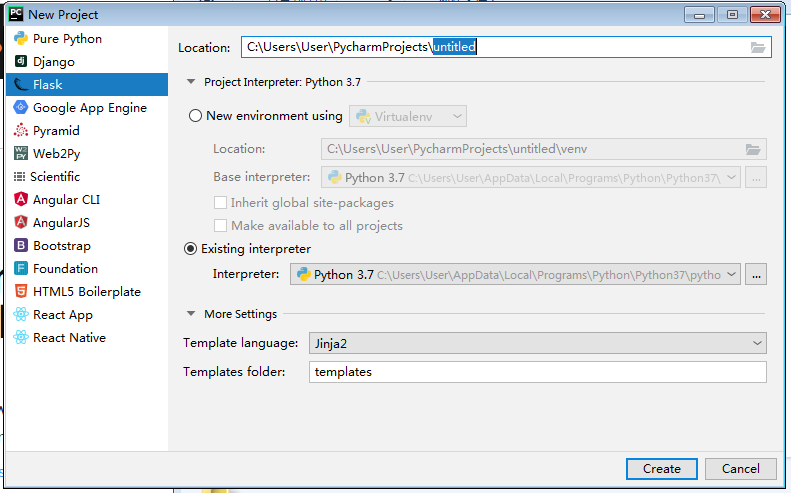 New Project
Pure Python
Django
Flask
Google App Engine
Pyramid
Web2Py
Scientific
Angular CLI
AngularJS
Bootstrap
Foundation
HTML5 Boilerplate
React App
React Native
Location: C:\Users\User\PycharmProjects\untitled
Project Interpreter: Python 3.7
New environment using Virtualenv
Location: C:\Users\User\PycharmProjects\untitled\venv
Base interpreter: Python 3.7 C:\Users\User\AppData\Local\Programs\Python\Python37\ ...
Inherit global site-packages
Make available to all projects
Existing interpreter
Interpreter: Python 3.7 C:\Users\User\AppData\Local\Programs\Python\Python37\pytho ...
More Settings
Template language: Jinja2
Templates folder: templates
Create Cancel